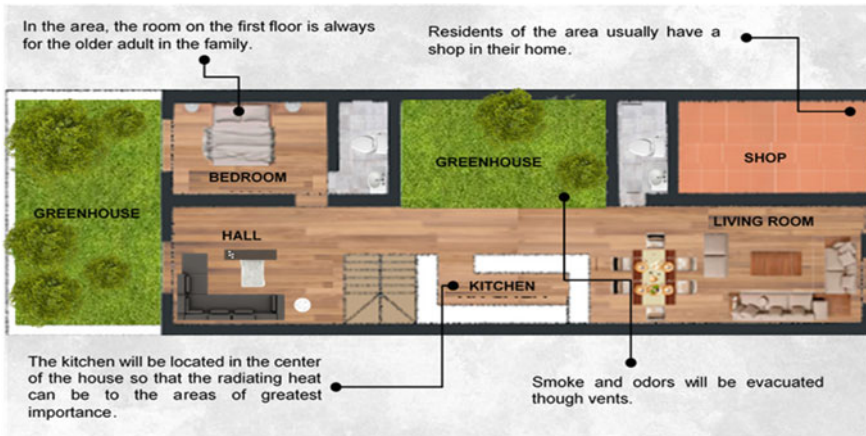 In the area, the room on the first floor is always
for the older adult in the family.
Residents of the area usually have a
shop in their home.
BEDROOM
GREENHOUSE
SHOP
GREENHOUSE
HALL
LIVING ROOM
KITCHEN
The kitchen will be located in the center
of the house so that the radiating heat
can be to the areas of greatest
importance.
Smoke and odors will be evacuated
though vents.